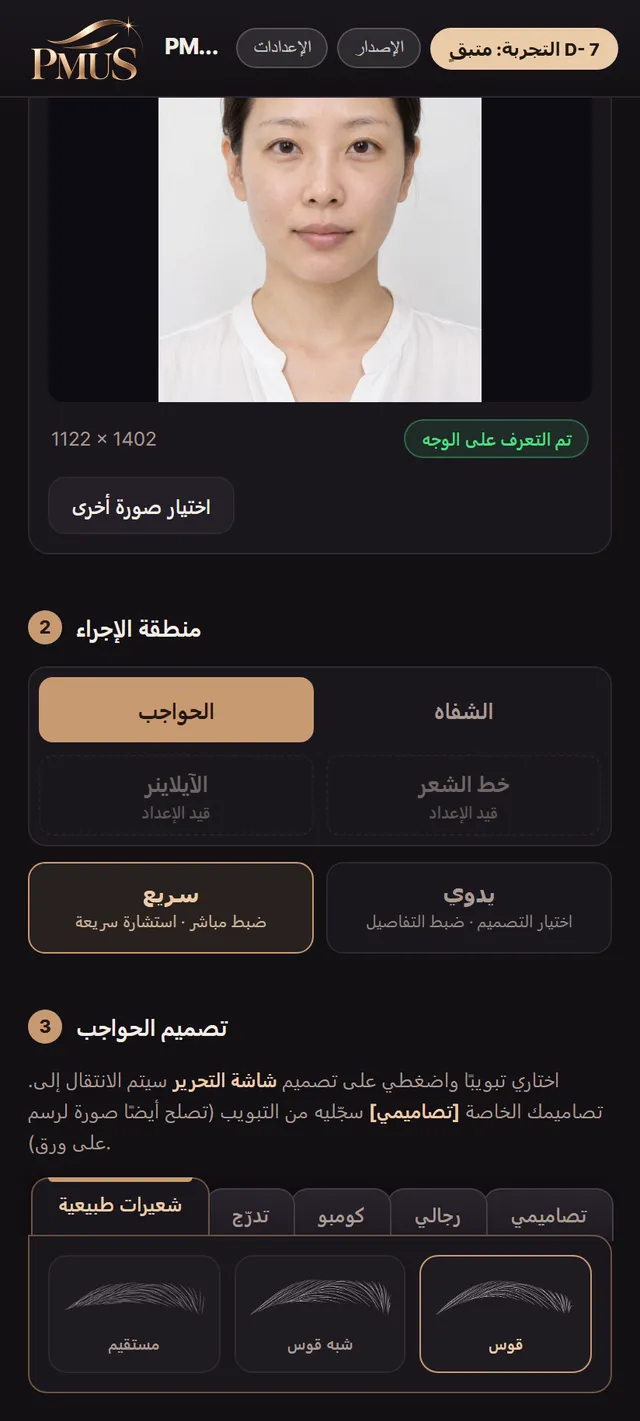 PMUS
PM...
الإعدادات
الإصدار
التجربة: متبقٍ D- 7
1122 × 1402
تم التعرف على الوجه
اختيار صورة أخرى
2 منطقة الإجراء
الحواجب
الشفاه
الآيلاينر
قيد الإعداد
خط الشعر
قيد الإعداد
سريع
ضبط مباشر · استشارة سريعة
يدوي
اختيار التصميم · ضبط التفاصيل
3 تصميم الحواجب
اختاري تبويبًا واضغطي على تصميم شاشة التحرير سيتم الانتقال إلى.
تصاميمك الخاصة [تصاميمي] سجّليه من التبويب (تصلح أيضًا صورة لرسم
على ورق).
شعيرات طبيعية
تدرّج
كومبو
رجالي
تصاميمي
مستقيم
شبه قوس
قوس